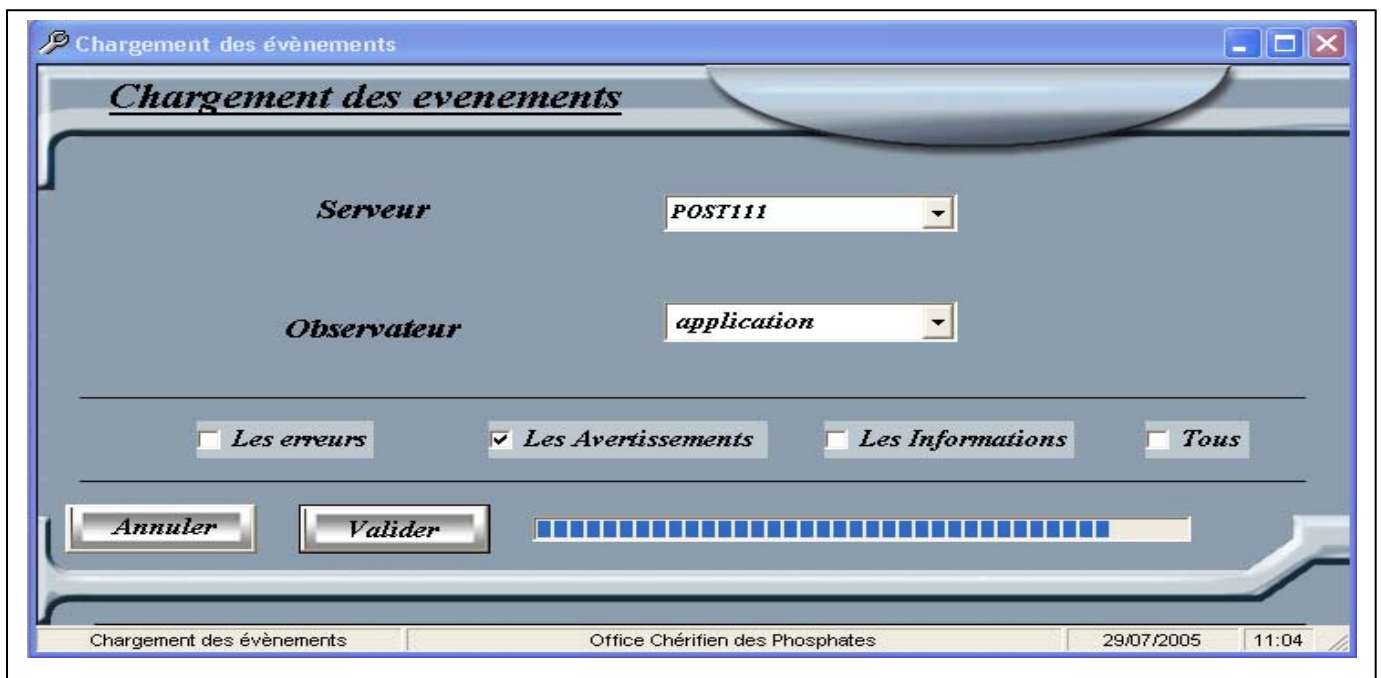 Chargement des évènements
Chargement des evenements
Serveur POST111
Observateur application
Les erreurs Les Avertissements Les Informations Tous
Annuler Valider
Chargement des évènements Office Chérifien des Phosphates 29/07/2005 11:04